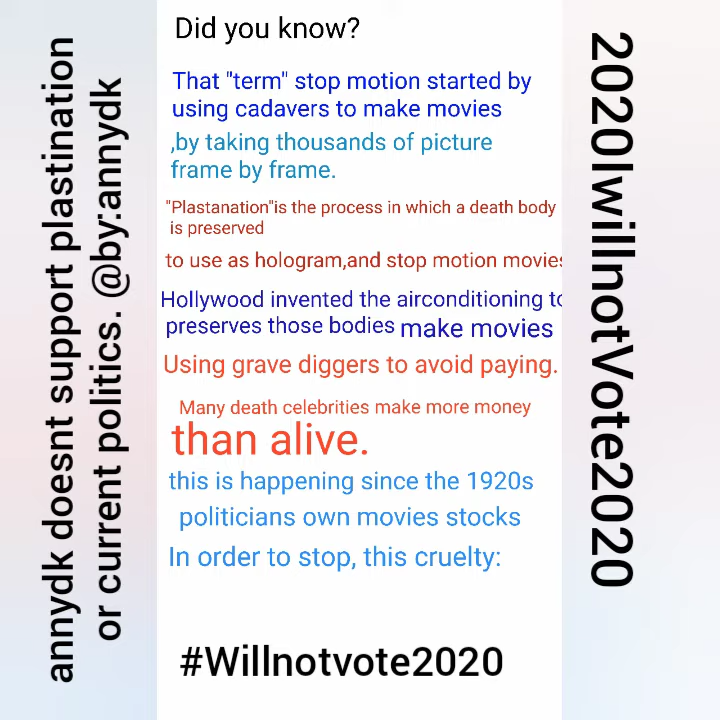 annydk doesnt support plastination
or current politics. @by:annydk
Did you know?
That "term" stop motion started by
using cadavers to make movies
,by taking thousands of picture
frame by frame.
"Plastanation"is the process in which a death body
is preserved
to use as hologram,and stop motion movies
Hollywood invented the airconditioning to
preserves those bodies make movies
Using grave diggers to avoid paying.
Many death celebrities make more money
than alive.
this is happening since the 1920s
politicians own movies stocks
In order to stop, this cruelty:
#Willnotvote2020
2020IwillnotVote2020